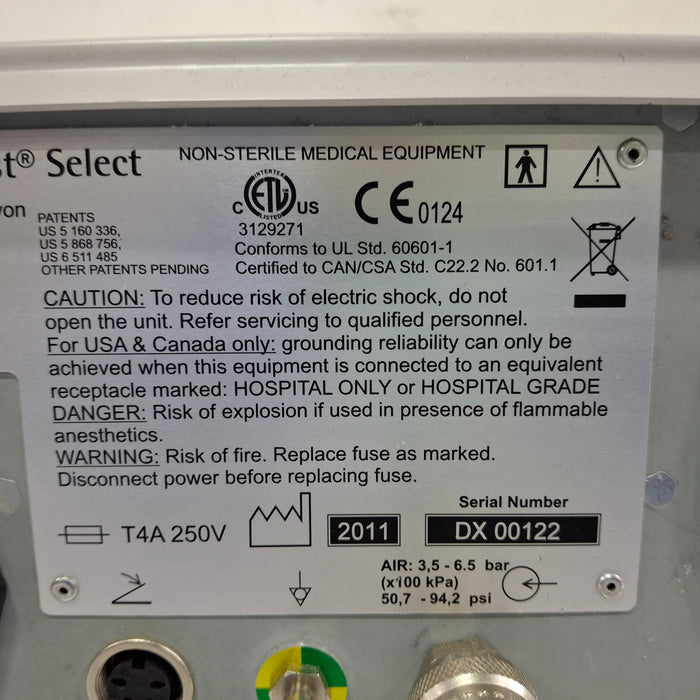 st® Select
NON-STERILE MEDICAL EQUIPMENT
von
PATENTS
US 5 160 336,
US 5 868 756,
US 6 511 485
OTHER PATENTS PENDING
INTERTEK
C ETL US
LISTED
3129271
CE 0124
Conforms to UL Std. 60601-1
Certified to CAN/CSA Std. C22.2 No. 601.1
CAUTION: To reduce risk of electric shock, do not
open the unit. Refer servicing to qualified personnel.
For USA & Canada only: grounding reliability can only be
achieved when this equipment is connected to an equivalent
receptacle marked: HOSPITAL ONLY or HOSPITAL GRADE
DANGER: Risk of explosion if used in presence of flammable
anesthetics.
WARNING: Risk of fire. Replace fuse as marked.
Disconnect power before replacing fuse.
T4A 250V
2011
Serial Number
DX 00122
AIR: 3,5 - 6.5 bar
(x100 kPa)
50,7 - 94,2 psi